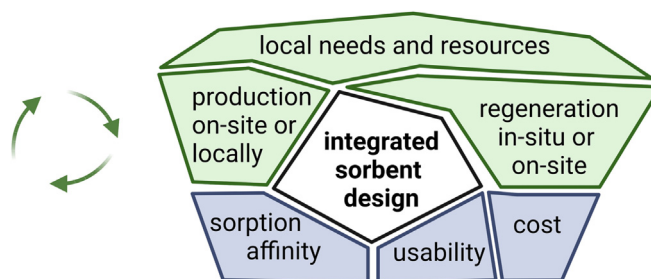 local needs and resources
production
on-site or
locally
integrated
sorbent
design
regeneration
in-situ or
on-site
sorption
affinity
usability
cost